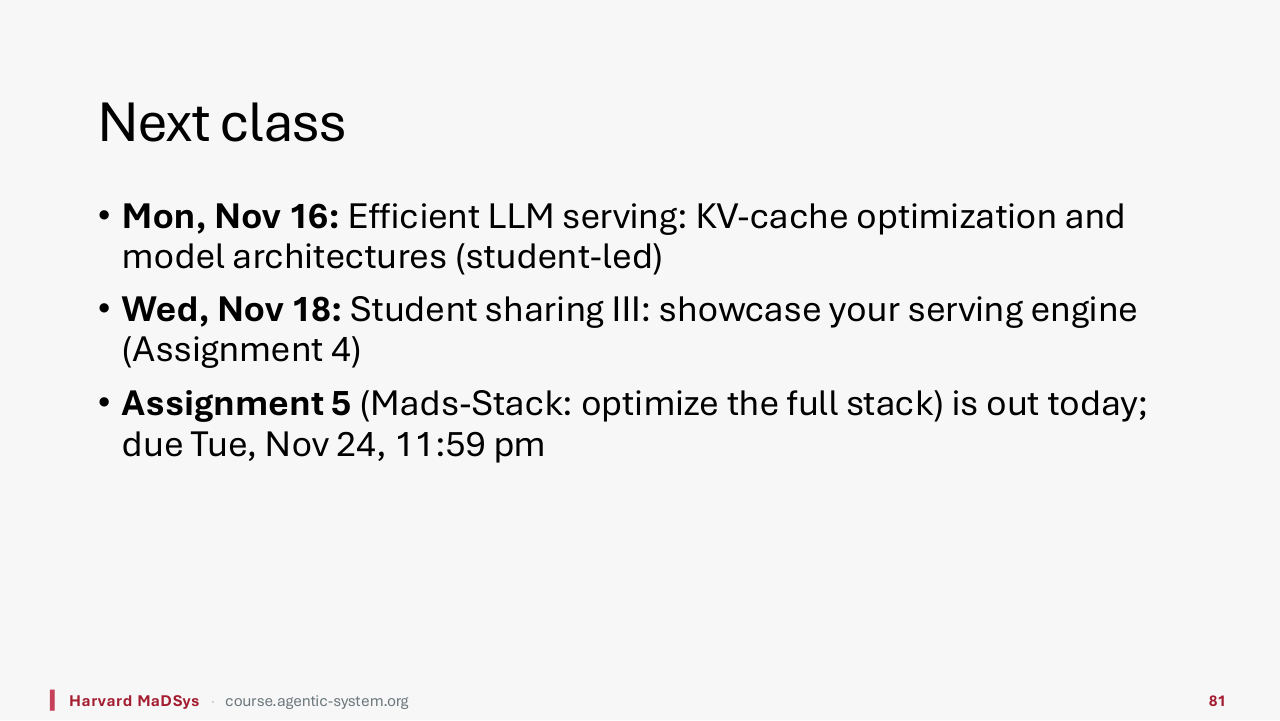 Next class
• Mon, Nov 16: Efficient LLM serving: KV-cache optimization and
model architectures (student-led)
• Wed, Nov 18: Student sharing III: showcase your serving engine
(Assignment 4)
• Assignment 5 (Mads-Stack: optimize the full stack) is out today;
due Tue, Nov 24, 11:59 pm
Harvard MaDSys · course.agentic-system.org
81